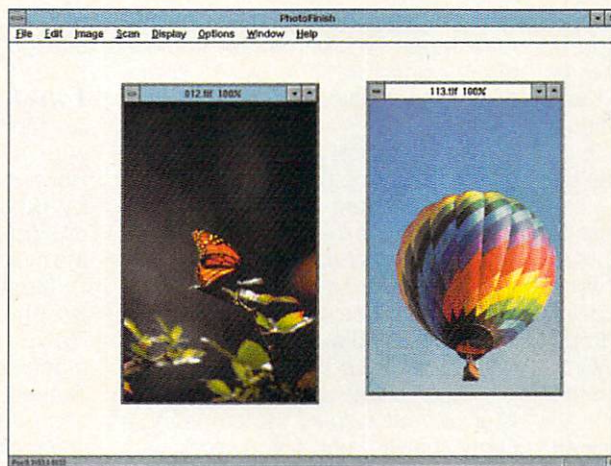 PhotoFinish
File Edit Image Scan Display Options Window Help
012.tif 100%
113.tif 100%